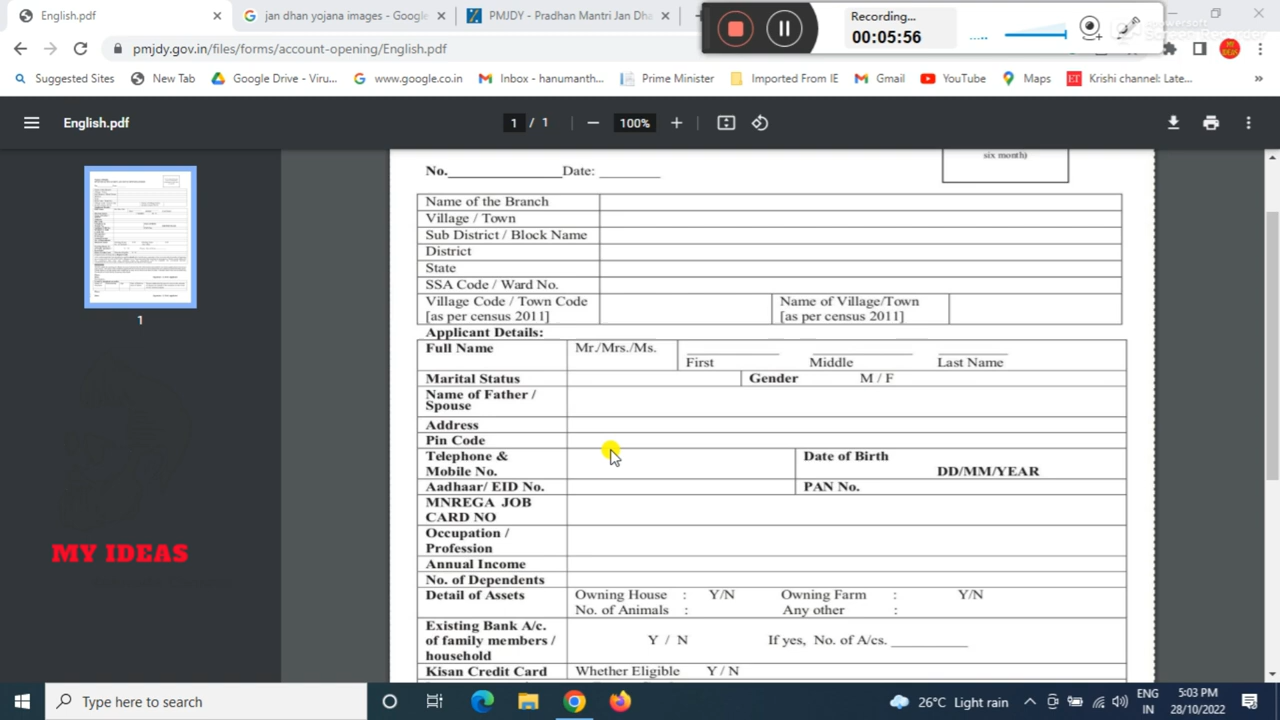 English.pdf
jan dhan yojana images - Google
PMJDY - Pradhan Mantri Jan Dha
Recording...
00:05:56
pmjdy.gov.in/files/forms/account-opening/English.pdf
MY IDEAS
Suggested Sites
New Tab
Google Drive - Viru...
www.google.co.in
Inbox - hanumanth...
Prime Minister
Imported From IE
Gmail
YouTube
Maps
ET
Krishi channel: Late...
»
English.pdf
1 / 1
100%
six month)
No.____________Date: ________
Name of the Branch
Village / Town
Sub District / Block Name
District
State
SSA Code / Ward No.
Village Code / Town Code
[as per census 2011]
Name of Village/Town
[as per census 2011]
Applicant Details:
Full Name
Mr./Mrs./Ms.
First
Middle
Last Name
Marital Status
Gender
M / F
Name of Father /
Spouse
Address
Pin Code
Telephone &
Mobile No.
Date of Birth
DD/MM/YEAR
Aadhaar/ EID No.
PAN No.
MNREGA JOB
CARD NO
Occupation /
Profession
Annual Income
No. of Dependents
Detail of Assets
Owning House : Y/N
Owning Farm : Y/N
No. of Animals :
Any other :
Existing Bank A/c.
of family members /
household
Y / N
If yes, No. of A/cs. __________
Kisan Credit Card
Whether Eligible Y / N
1
MY IDEAS
Type here to search
26°C Light rain
ENG
IN
5:03 PM
28/10/2022